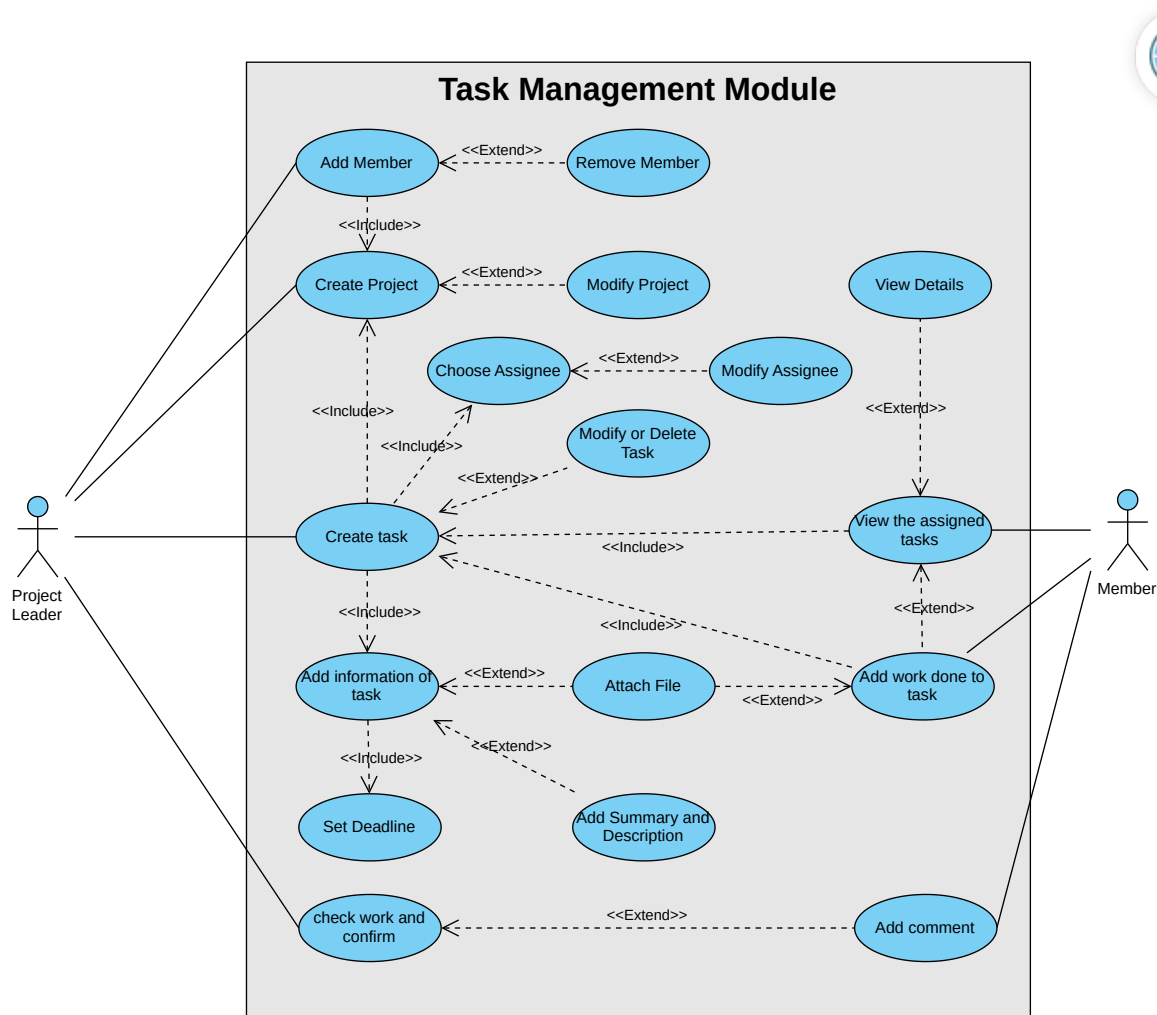 Task Management Module
Add Member
<<Extend>>
Remove Member
<<Include>>
Create Project
<<Extend>>
Modify Project
View Details
Choose Assignee
<<Extend>>
Modify Assignee
<<Include>>
<<Extend>>
<<Include>>
Modify or Delete
Task
<<Extend>>
Create task
<<Include>>
View the assigned
tasks
Project
Leader
Member
<<Include>>
<<Include>>
<<Extend>>
Add information of
task
<<Extend>>
Attach File
<<Extend>>
Add work done to
task
<<Include>>
<<Extend>>
Set Deadline
Add Summary and
Description
check work and
confirm
<<Extend>>
Add comment